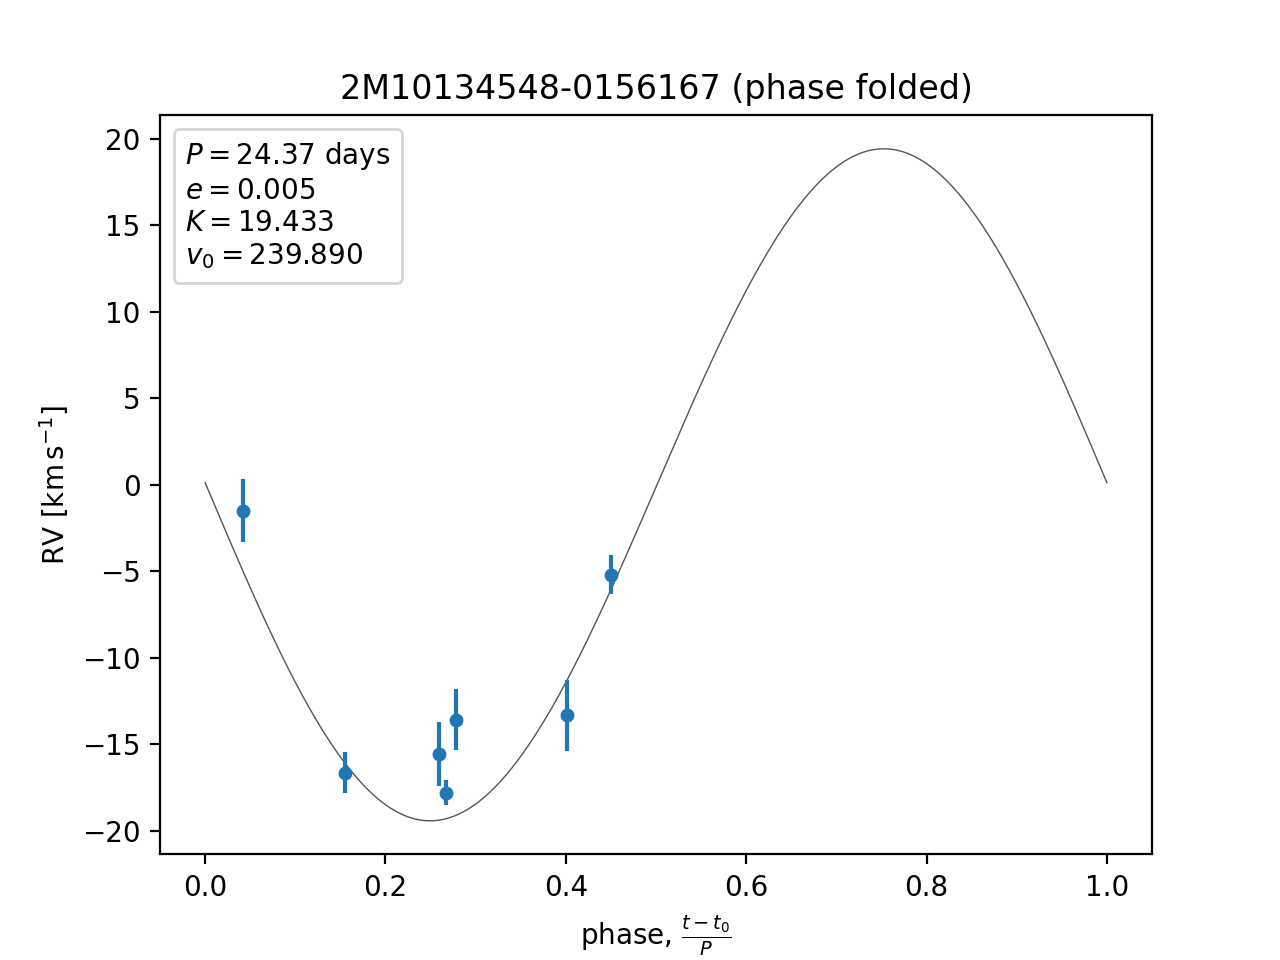 2M10134548-0156167 (phase folded)
P = 24.37 days
e = 0.005
K = 19.433
v₀ = 239.890
20
15
10
5
0
−5
−10
−15
−20
RV [km s⁻¹]
0.0 0.2 0.4 0.6 0.8 1.0
phase, (t − t₀)/P